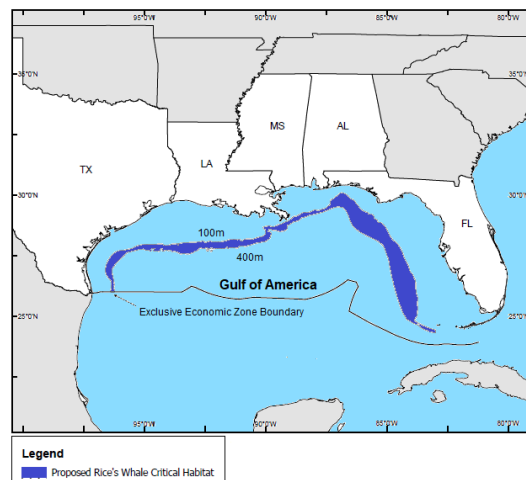 95°0'W 90°0'W 85°0'W 80°0'W
35°0'N 35°0'N
MS AL
TX LA
30°0'N 30°0'N
FL
100m
400m
Gulf of America
Exclusive Economic Zone Boundary
25°0'N 25°0'N
95°0'W 90°0'W 85°0'W 80°0'W
Legend
Proposed Rice's Whale Critical Habitat